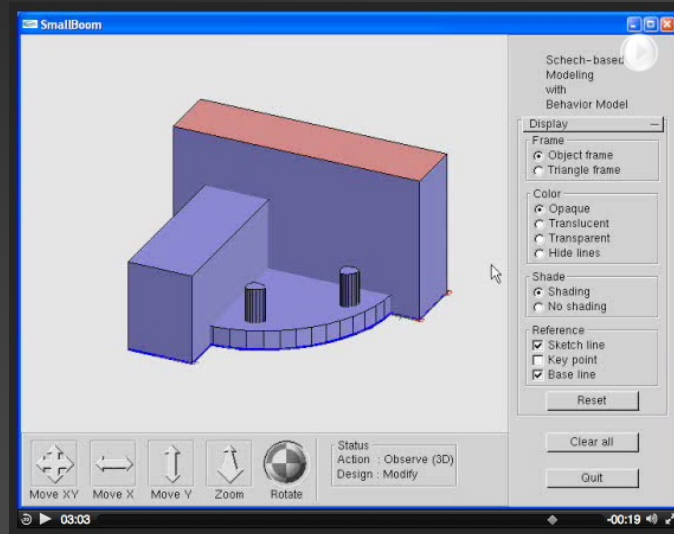 SmallBoom
Schech-based
Modeling
with
Behavior Model
Display
Frame
Object frame
Triangle frame
Color
Opaque
Translucent
Transparent
Hide lines
Shade
Shading
No shading
Reference
Sketch line
Key point
Base line
Reset
Clear all
Quit
Move XY
Move X
Move Y
Zoom
Rotate
Status
Action : Observe (3D)
Design : Modify
03:03
-00:19